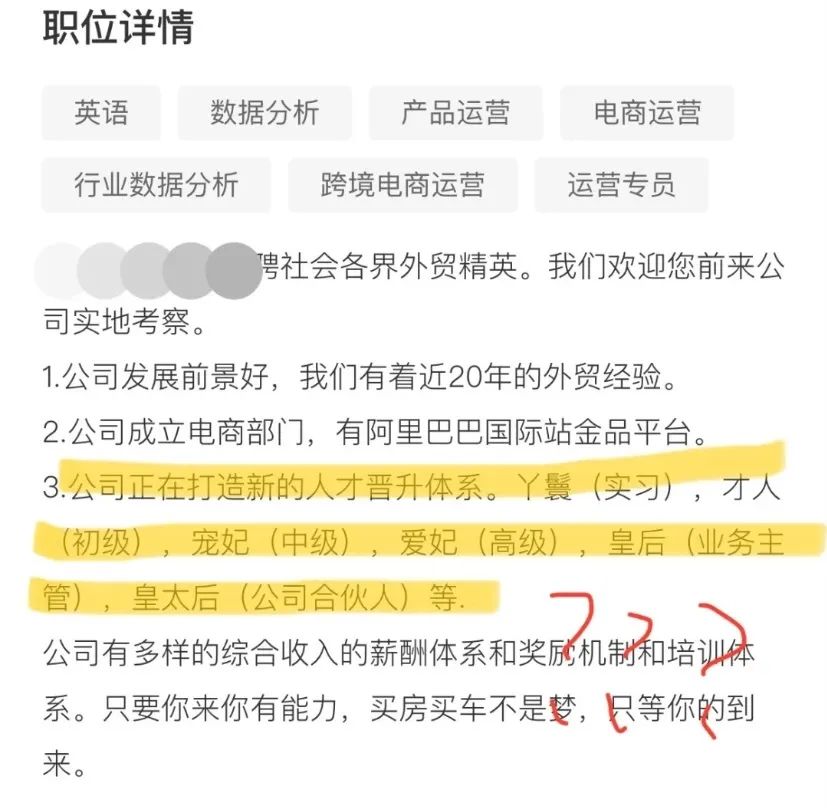 职位详情
英语 数据分析 产品运营 电商运营
行业数据分析 跨境电商运营 运营专员
聘社会各界外贸精英。我们欢迎您前来公
司实地考察。
1.公司发展前景好，我们有着近20年的外贸经验。
2.公司成立电商部门，有阿里巴巴国际站金品平台。
3.公司正在打造新的人才晋升体系。丫鬟（实习），才人
（初级），宠妃（中级），爱妃（高级），皇后（业务主
管），皇太后（公司合伙人）等.
公司有多样的综合收入的薪酬体系和奖励机制和培训体
系。只要你来你有能力，买房买车不是梦，只等你的到
来。
？？？